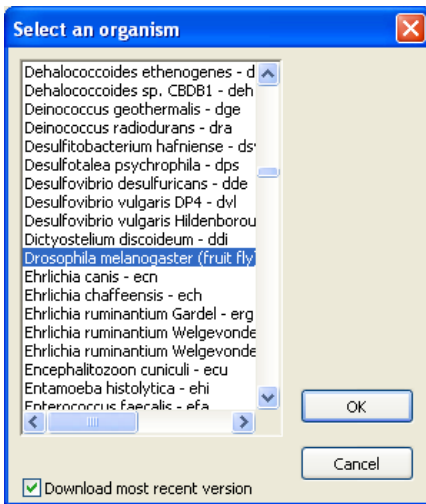 Select an organism
Dehalococcoides ethenogenes - d
Dehalococcoides sp. CBDB1 - deh
Deinococcus geothermalis - dge
Deinococcus radiodurans - dra
Desulfitobacterium hafniense - ds
Desulfotalea psychrophila - dps
Desulfovibrio desulfuricans - dde
Desulfovibrio vulgaris DP4 - dvl
Desulfovibrio vulgaris Hildenborou
Dictyostelium discoideum - ddi
Drosophila melanogaster (fruit fly)
Ehrlichia canis - ecn
Ehrlichia chaffeensis - ech
Ehrlichia ruminantium Gardel - erg
Ehrlichia ruminantium Welgevonde
Ehrlichia ruminantium Welgevonde
Encephalitozoon cuniculi - ecu
Entamoeba histolytica - ehi
Enterococcus faecalis - efa
OK
Cancel
Download most recent version